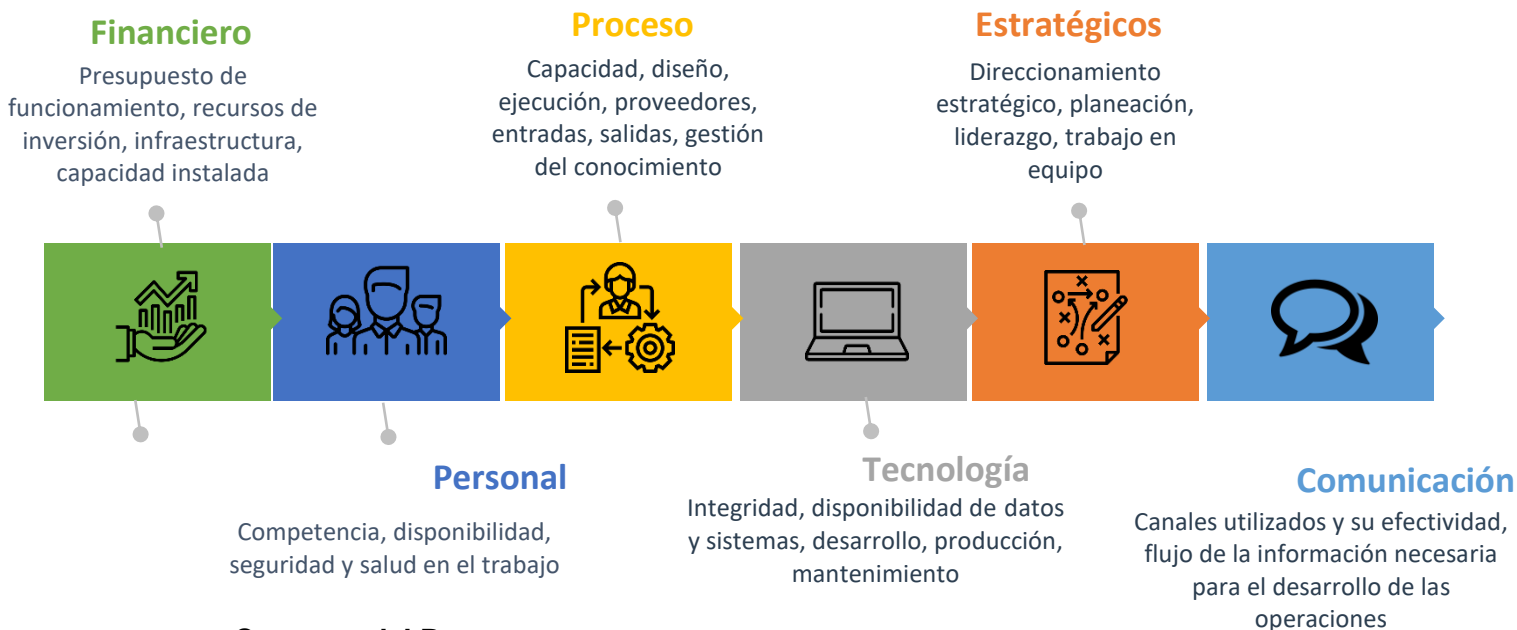 Financiero
Presupuesto de
funcionamiento, recursos de
inversión, infraestructura,
capacidad instalada
Proceso
Capacidad, diseño,
ejecución, proveedores,
entradas, salidas, gestión
del conocimiento
Estratégicos
Direccionamiento
estratégico, planeación,
liderazgo, trabajo en
equipo
Personal
Competencia, disponibilidad,
seguridad y salud en el trabajo
Tecnología
Integridad, disponibilidad de datos
y sistemas, desarrollo, producción,
mantenimiento
Comunicación
Canales utilizados y su efectividad,
flujo de la información necesaria
para el desarrollo de las
operaciones